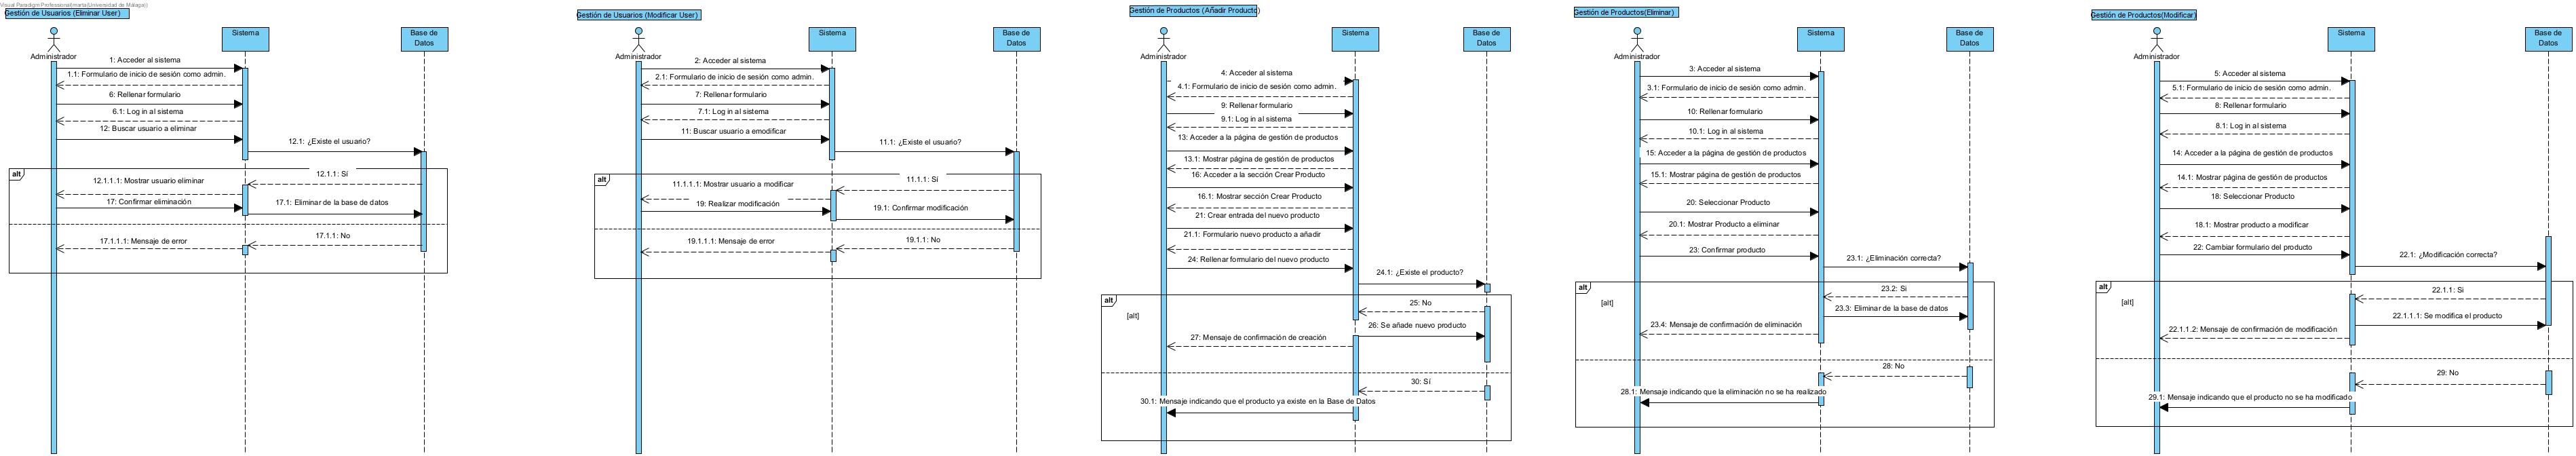 Visual Paradigm Professional(marta(Universidad de Málaga))
Gestión de Usuarios (Eliminar User)
Administrador
Sistema
Base de
Datos
1: Acceder al sistema
1.1: Formulario de inicio de sesión como admin.
6: Rellenar formulario
6.1: Log in al sistema
12: Buscar usuario a eliminar
12.1: ¿Existe el usuario?
alt
12.1.1: Sí
12.1.1.1: Mostrar usuario eliminar
17: Confirmar eliminación
17.1: Eliminar de la base de datos
17.1.1: No
17.1.1.1: Mensaje de error
Gestión de Usuarios (Modificar User)
Administrador
Sistema
Base de
Datos
2: Acceder al sistema
2.1: Formulario de inicio de sesión como admin.
7: Rellenar formulario
7.1: Log in al sistema
11: Buscar usuario a emodificar
11.1: ¿Existe el usuario?
alt
11.1.1: Sí
11.1.1.1: Mostrar usuario a modificar
19: Realizar modificación
19.1: Confirmar modificación
19.1.1: No
19.1.1.1: Mensaje de error
Gestión de Productos (Añadir Producto)
Administrador
Sistema
Base de
Datos
4: Acceder al sistema
4.1: Formulario de inicio de sesión como admin.
9: Rellenar formulario
9.1: Log in al sistema
13: Acceder a la página de gestión de productos
13.1: Mostrar página de gestión de productos
16: Acceder a la sección Crear Producto
16.1: Mostrar sección Crear Producto
21: Crear entrada del nuevo producto
21.1: Formulario nuevo producto a añadir
24: Rellenar formulario del nuevo producto
24.1: ¿Existe el producto?
alt
[alt]
25: No
26: Se añade nuevo producto
27: Mensaje de confirmación de creación
30: Sí
30.1: Mensaje indicando que el producto ya existe en la Base de Datos
Gestión de Productos(Eliminar)
Administrador
Sistema
Base de
Datos
3: Acceder al sistema
3.1: Formulario de inicio de sesión como admin.
10: Rellenar formulario
10.1: Log in al sistema
15: Acceder a la página de gestión de productos
15.1: Mostrar página de gestión de productos
20: Seleccionar Producto
20.1: Mostrar Producto a eliminar
23: Confirmar producto
23.1: ¿Eliminación correcta?
alt
[alt]
23.2: Si
23.3: Eliminar de la base de datos
23.4: Mensaje de confirmación de eliminación
28: No
28.1: Mensaje indicando que la eliminación no se ha realizado
Gestión de Productos(Modificar)
Administrador
Sistema
Base de
Datos
5: Acceder al sistema
5.1: Formulario de inicio de sesión como admin.
8: Rellenar formulario
8.1: Log in al sistema
14: Acceder a la página de gestión de productos
14.1: Mostrar página de gestión de productos
18: Seleccionar Producto
18.1: Mostrar producto a modificar
22: Cambiar formulario del producto
22.1: ¿Modificación correcta?
alt
[alt]
22.1.1: Si
22.1.1.1: Se modifica el producto
22.1.1.2: Mensaje de confirmación de modificación
29: No
29.1: Mensaje indicando que el producto no se ha modificado